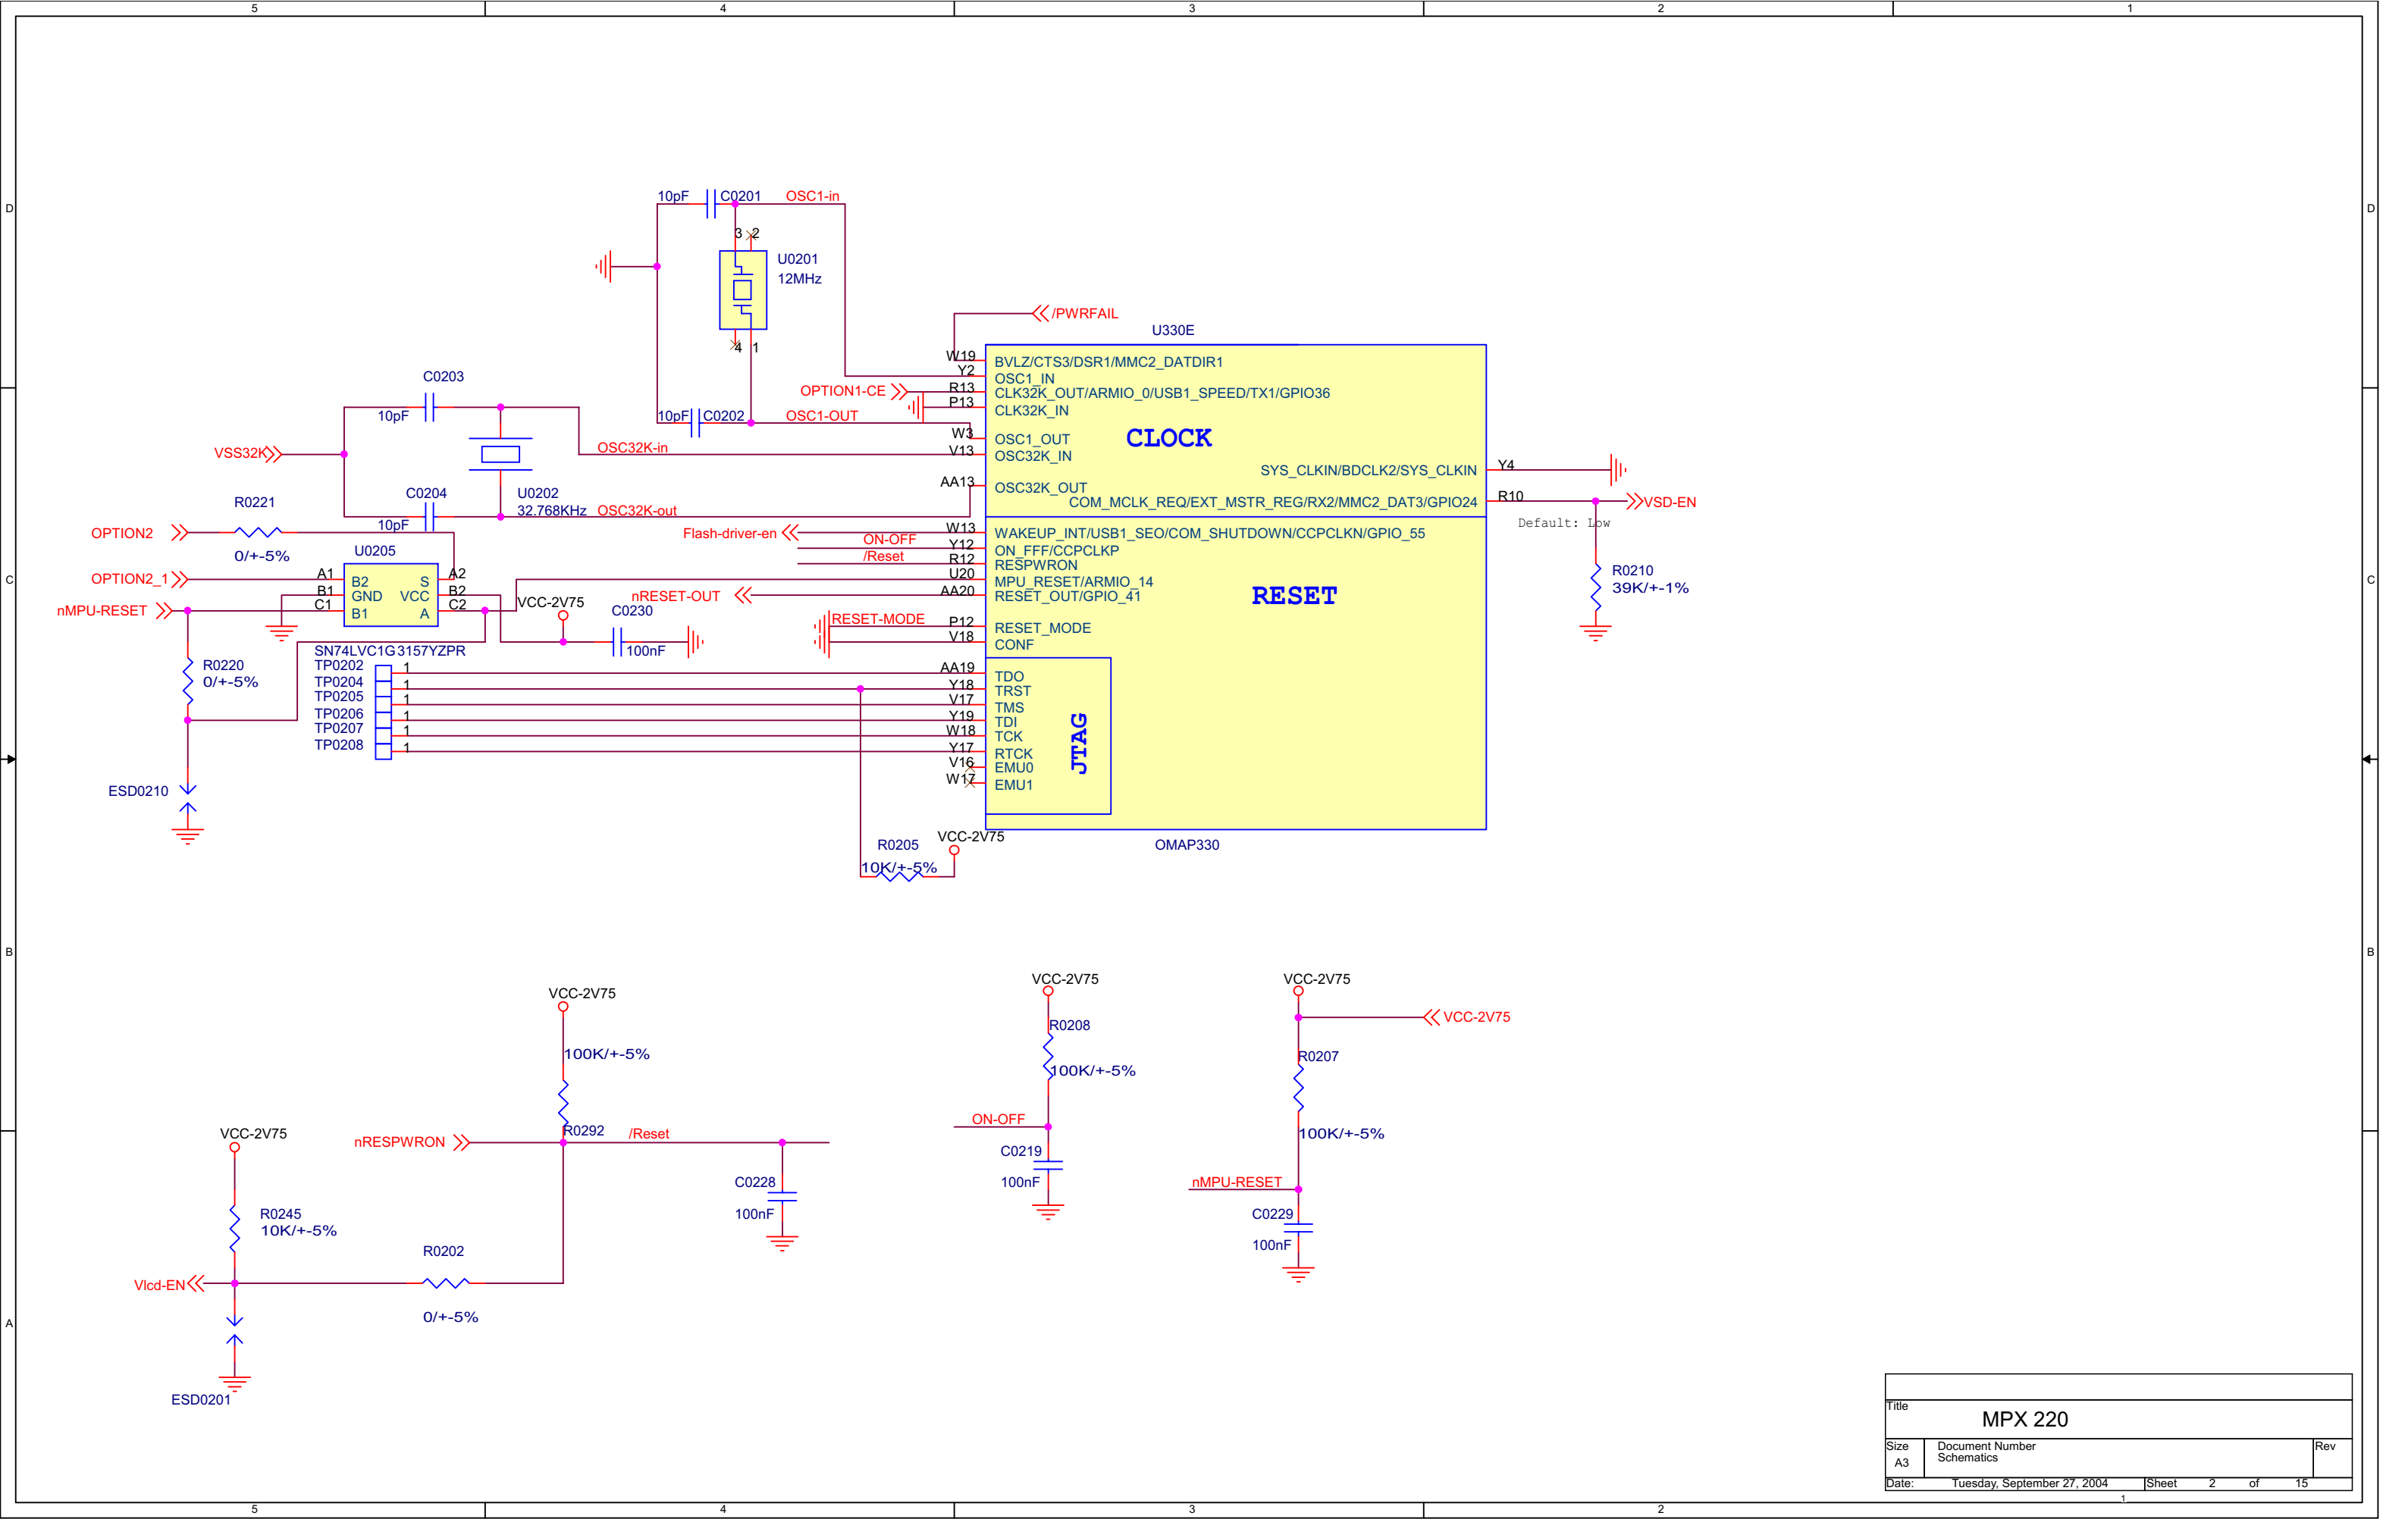 5 4 3 2 1
D D
C C
B B
A A
10pF C0201 OSC1-in
3 2
U0201
12MHz
4 1
10pF C0202 OSC1-OUT
/PWRFAIL
U330E
C0203
10pF
VSS32K
OSC32K-in
C0204
10pF
U0202
32.768KHz OSC32K-out
OPTION1-CE
W19 BVLZ/CTS3/DSR1/MMC2_DATDIR1
Y2 OSC1_IN
R13 CLK32K_OUT/ARMIO_0/USB1_SPEED/TX1/GPIO36
P13 CLK32K_IN
W3 OSC1_OUT
V13 OSC32K_IN
AA13 OSC32K_OUT
CLOCK
SYS_CLKIN/BDCLK2/SYS_CLKIN Y4
COM_MCLK_REQ/EXT_MSTR_REG/RX2/MMC2_DAT3/GPIO24 R10
VSD-EN
Default: Low
R0210
39K/+-1%
R0221
OPTION2
0/+-5%
U0205
OPTION2_1
nMPU-RESET
A1 B2 S A2
B1 GND VCC B2
C1 B1 A C2
SN74LVC1G3157YZPR
VCC-2V75
C0230
100nF
R0220
0/+-5%
ESD0210
Flash-driver-en
ON-OFF
/Reset
nRESET-OUT
RESET-MODE
W13 WAKEUP_INT/USB1_SEO/COM_SHUTDOWN/CCPCLKN/GPIO_55
Y12 ON_FFF/CCPCLKP
R12 RESPWRON
U20 MPU_RESET/ARMIO_14
AA20 RESET_OUT/GPIO_41
P12 RESET_MODE
V18 CONF
RESET
TP0202 1 AA19 TDO
TP0204 1 Y18 TRST
TP0205 1 V17 TMS
TP0206 1 Y19 TDI
TP0207 1 W18 TCK
TP0208 1 Y17 RTCK
V16 EMU0
W17 EMU1
JTAG
OMAP330
R0205
10K/+-5%
VCC-2V75
VCC-2V75
100K/+-5%
R0292
nRESPWRON
/Reset
C0228
100nF
VCC-2V75
R0245
10K/+-5%
Vlcd-EN
R0202
0/+-5%
ESD0201
VCC-2V75
R0208
100K/+-5%
ON-OFF
C0219
100nF
VCC-2V75
VCC-2V75
R0207
100K/+-5%
nMPU-RESET
C0229
100nF
Title
MPX 220
Size Document Number Rev
A3 Schematics
Date: Tuesday, September 27, 2004 Sheet 2 of 15
5 4 3 2 1